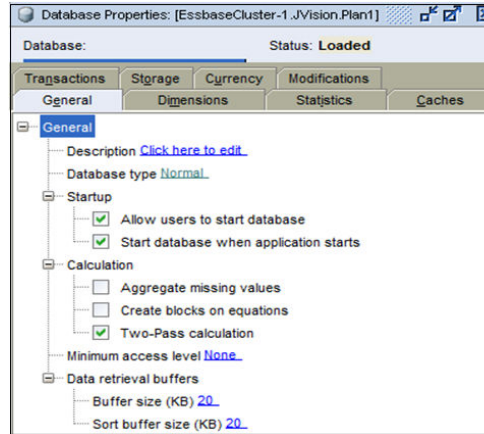 Database Properties: [EssbaseCluster-1.JVision.Plan1]
Database: Status: Loaded
Transactions Storage Currency Modifications
General Dimensions Statistics Caches
General
Description Click here to edit
Database type Normal
Startup
Allow users to start database
Start database when application starts
Calculation
Aggregate missing values
Create blocks on equations
Two-Pass calculation
Minimum access level None
Data retrieval buffers
Buffer size (KB) 20
Sort buffer size (KB) 20